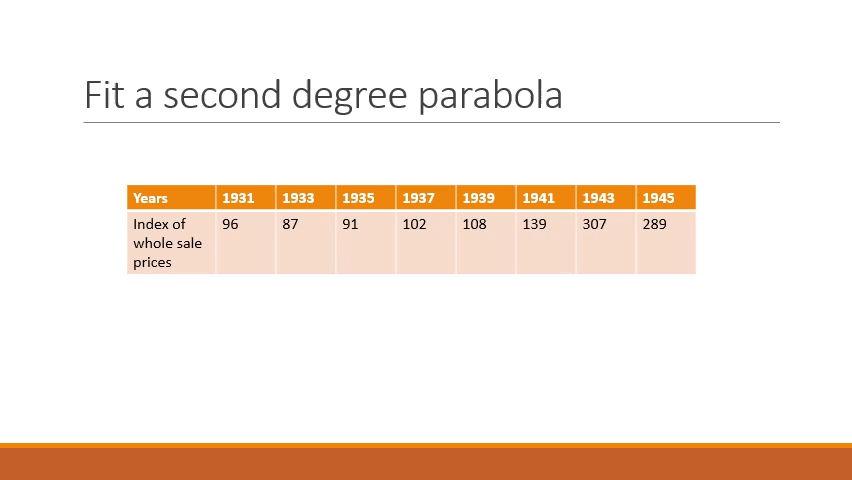 Fit a second degree parabola
Years 1931 1933 1935 1937 1939 1941 1943 1945
Index of 96 87 91 102 108 139 307 289
whole sale
prices